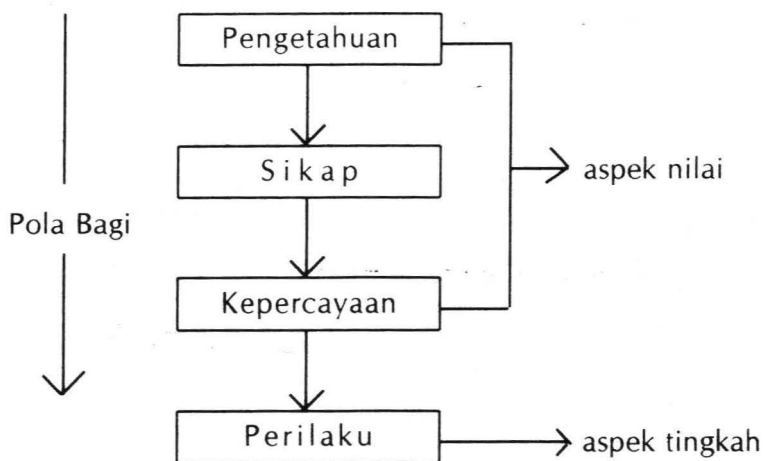 Pengetahuan
Sikap
aspek nilai
Pola Bagi
Kepercayaan
Perilaku
aspek tingkah